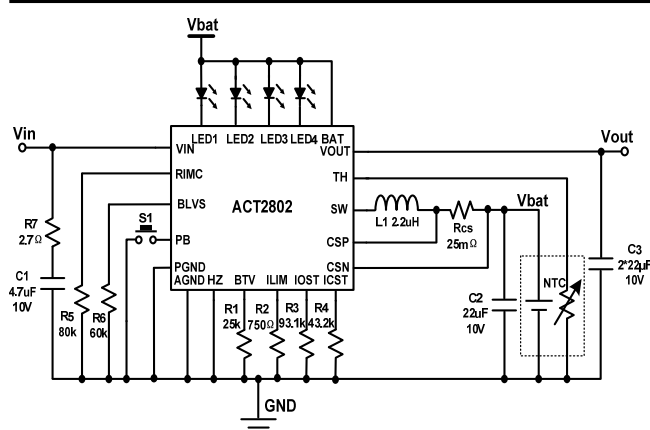 Vbat
Vin
Vout
LED1 LED2 LED3 LED4 BAT
VIN
VOUT
RIMC
TH
BLVS
ACT2802
SW
L1 2.2uH
Rcs
25mΩ
Vbat
S1
PB
CSP
R7
2.7Ω
PGND
CSN
AGND HZ BTV ILIM IOST ICST
C1
4.7uF
10V
R5
80k
R6
60k
R1
25k
R2
750Ω
R3
93.1k
R4
43.2k
C2
22uF
10V
NTC
C3
2*22µF
10V
GND